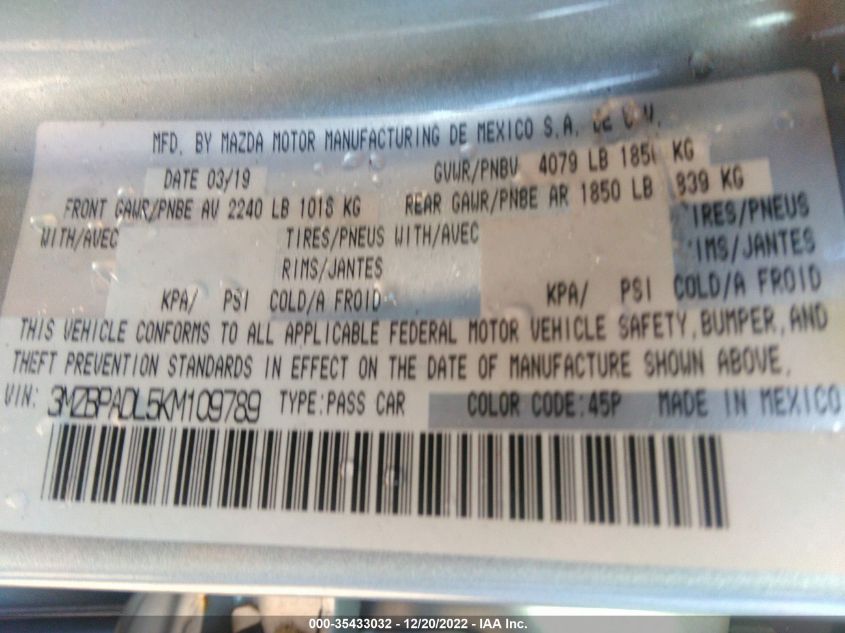 MFD. BY MAZDA MOTOR MANUFACTURING DE MEXICO S.A. DE C.V.
DATE 03/19 GVWR/PNBV 4079 LB 1850 KG
FRONT GAWR/PNBE AV 2240 LB 1018 KG REAR GAWR/PNBE AR 1850 LB 839 KG
WITH/AVEC TIRES/PNEUS WITH/AVEC TIRES/PNEUS
RIMS/JANTES RIMS/JANTES
KPA/ PSI COLD/A FROID KPA/ PSI COLD/A FROID
THIS VEHICLE CONFORMS TO ALL APPLICABLE FEDERAL MOTOR VEHICLE SAFETY, BUMPER, AND
THEFT PREVENTION STANDARDS IN EFFECT ON THE DATE OF MANUFACTURE SHOWN ABOVE.
VIN: 3MZBPADL5KM109789 TYPE:PASS CAR COLOR CODE:45P MADE IN MEXICO
000-35433032 - 12/20/2022 - IAA Inc.